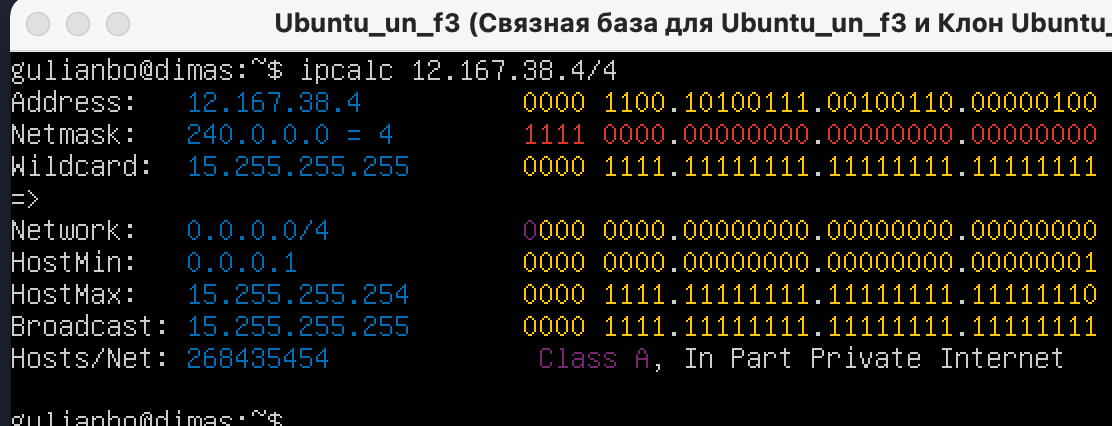 Ubuntu_un_f3 (Связная база для Ubuntu_un_f3 и Клон Ubuntu_
gulianbo@dimas:~$ ipcalc 12.167.38.4/4
Address: 12.167.38.4 0000 1100.10100111.00100110.00000100
Netmask: 240.0.0.0 = 4 1111 0000.00000000.00000000.00000000
Wildcard: 15.255.255.255 0000 1111.11111111.11111111.11111111
=>
Network: 0.0.0.0/4 0000 0000.00000000.00000000.00000000
HostMin: 0.0.0.1 0000 0000.00000000.00000000.00000001
HostMax: 15.255.255.254 0000 1111.11111111.11111111.11111110
Broadcast: 15.255.255.255 0000 1111.11111111.11111111.11111111
Hosts/Net: 268435454 Class A, In Part Private Internet
gulianbo@dimas:~$